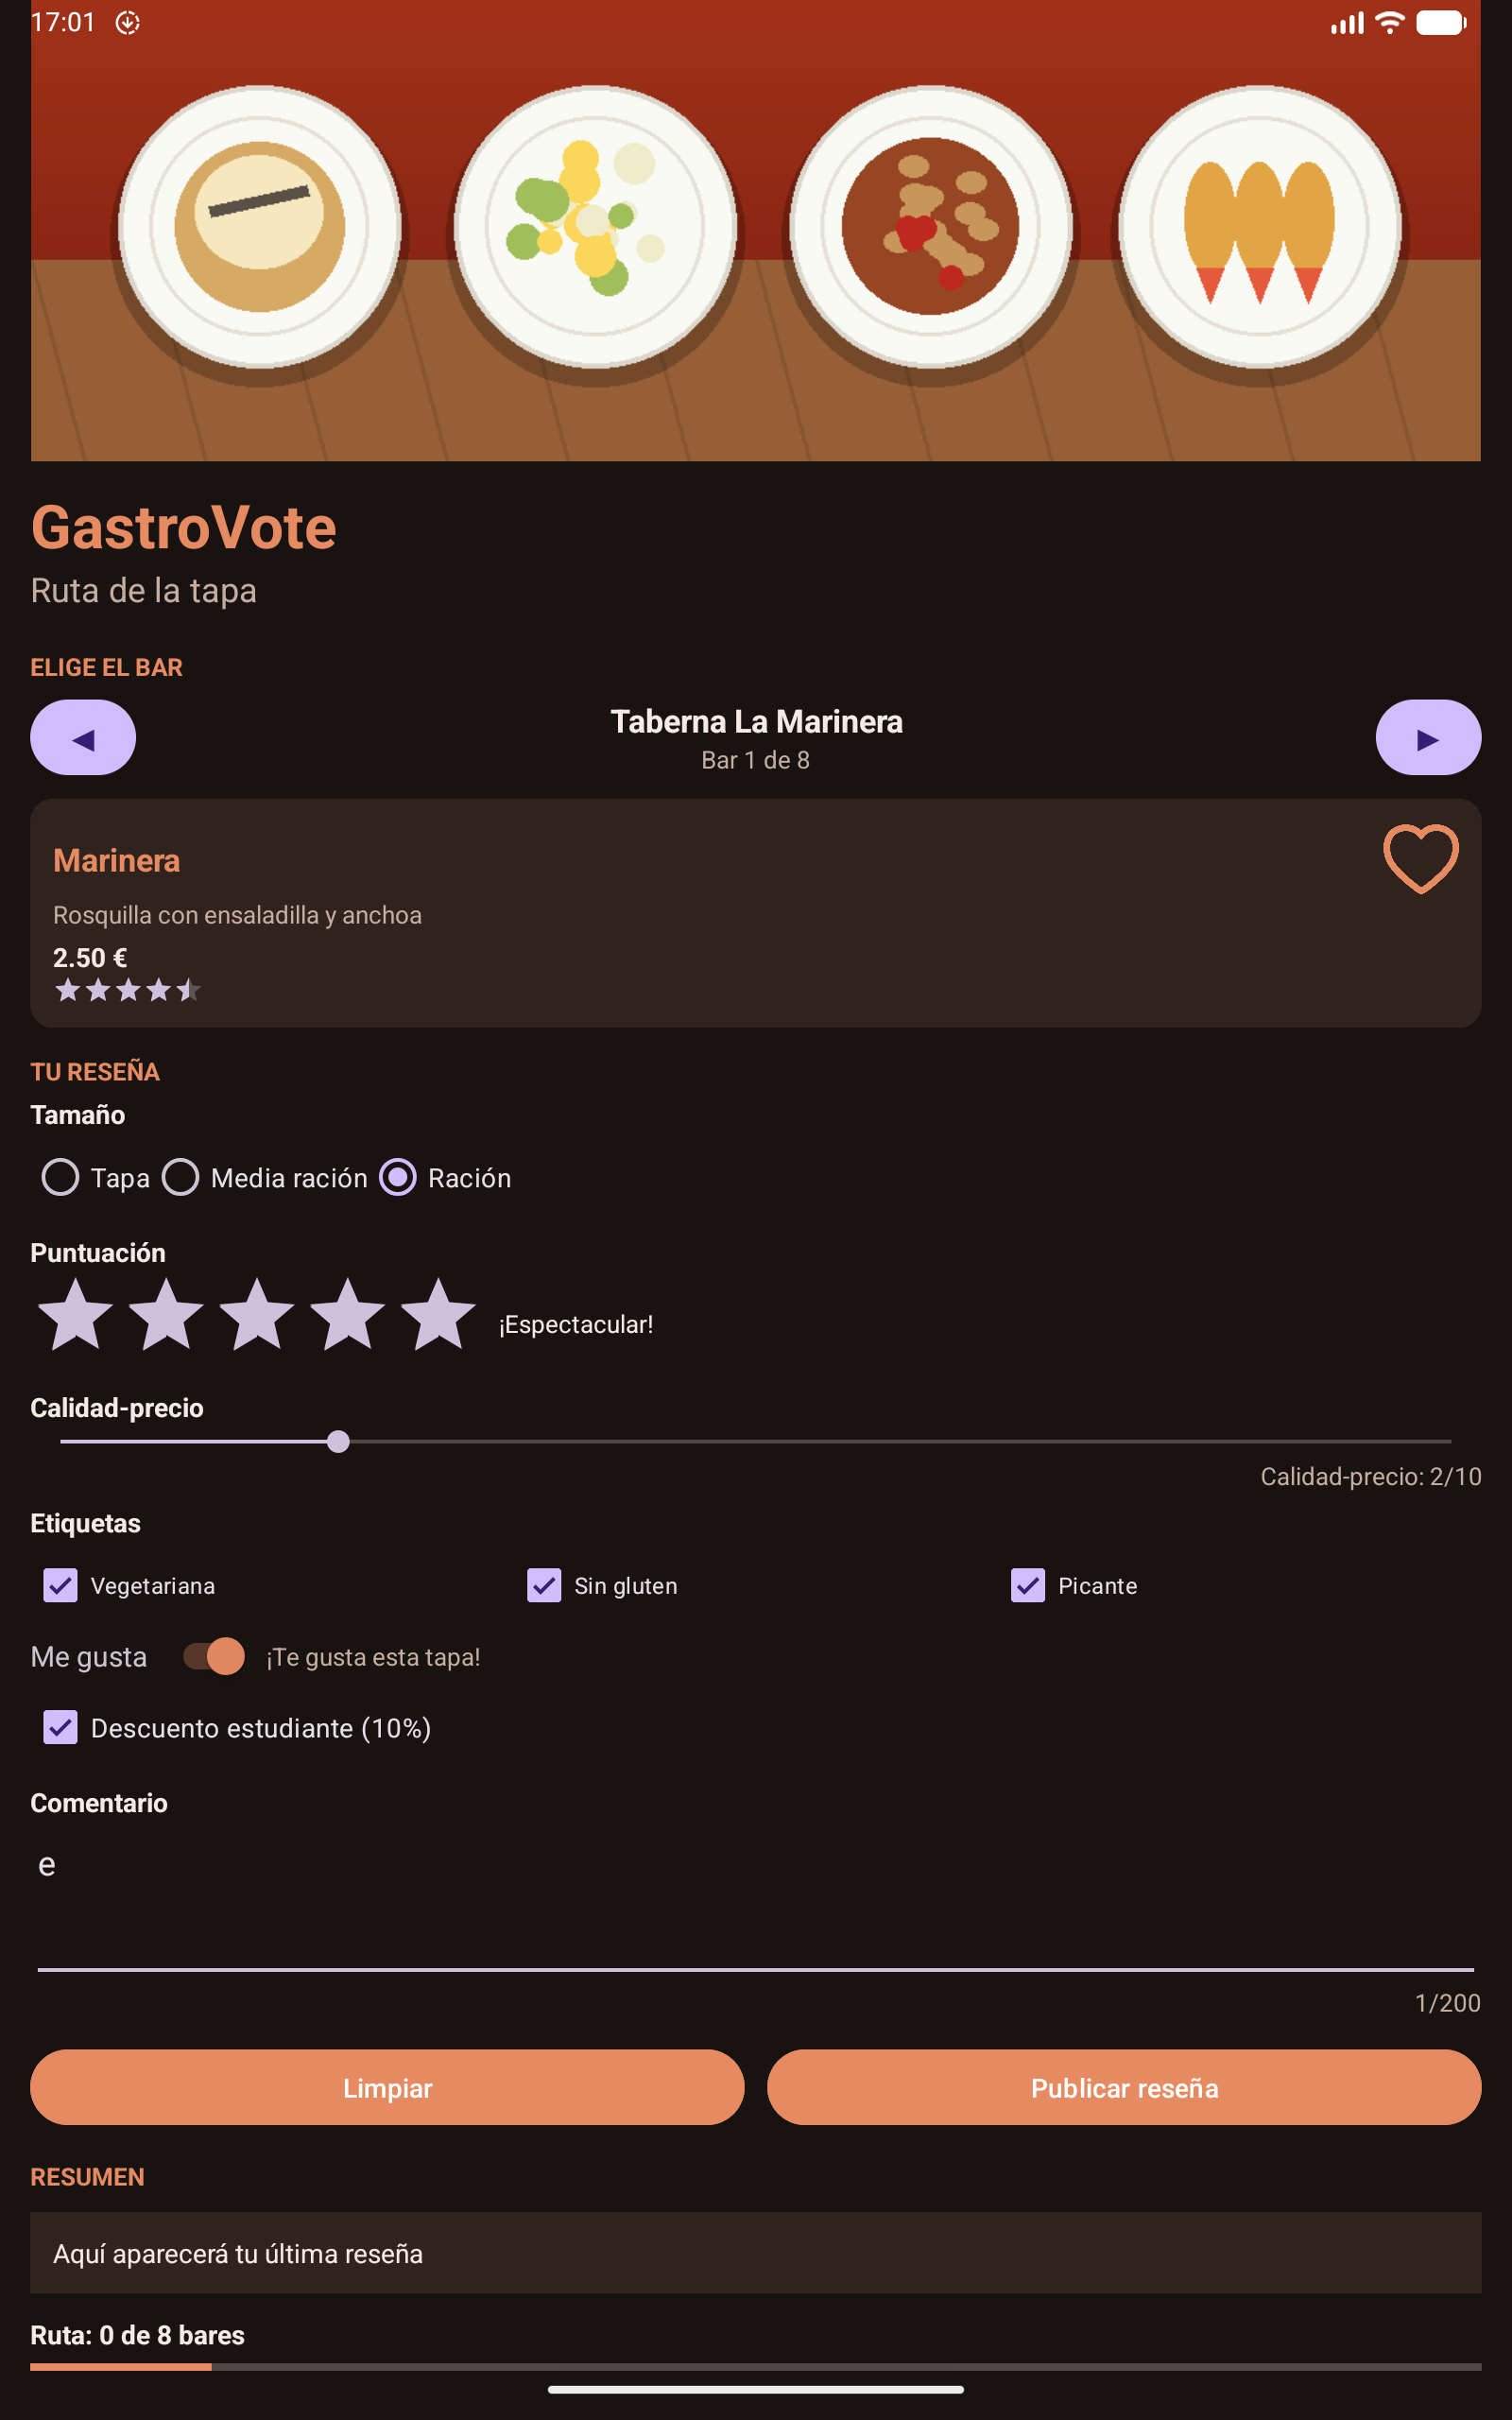 17:01
GastroVote
Ruta de la tapa
ELIGE EL BAR
Taberna La Marinera
Bar 1 de 8
Marinera
Rosquilla con ensaladilla y anchoa
2.50 €
TU RESEÑA
Tamaño
Tapa Media ración Ración
Puntuación
¡Espectacular!
Calidad-precio
Calidad-precio: 2/10
Etiquetas
Vegetariana Sin gluten Picante
Me gusta ¡Te gusta esta tapa!
Descuento estudiante (10%)
Comentario
e
1/200
Limpiar Publicar reseña
RESUMEN
Aquí aparecerá tu última reseña
Ruta: 0 de 8 bares